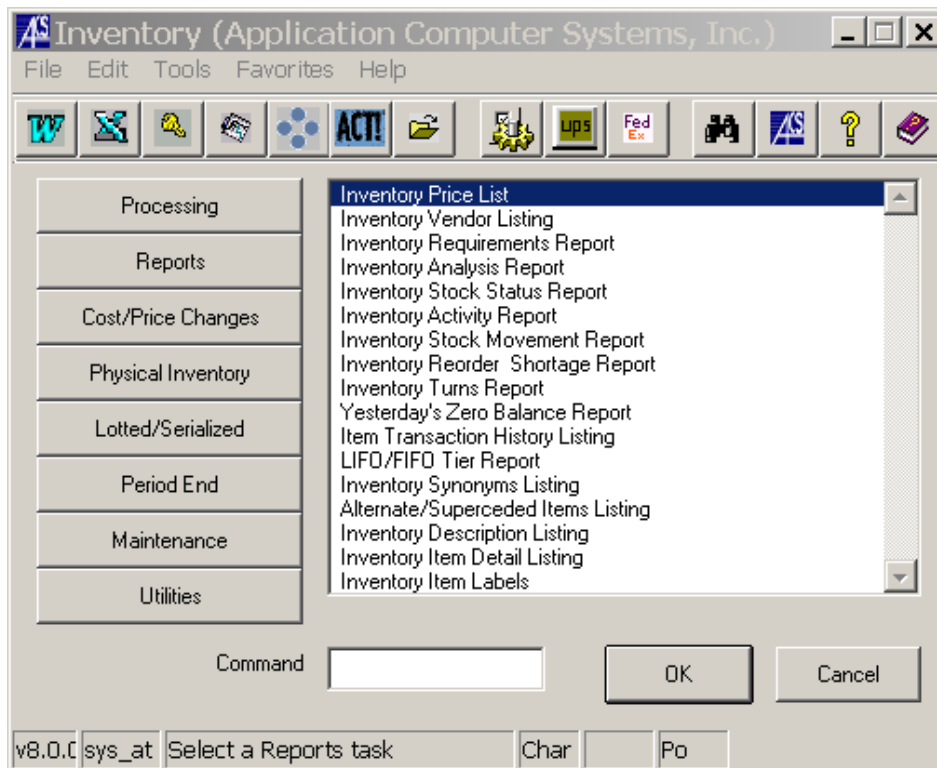 AS Inventory (Application Computer Systems, Inc.)
File Edit Tools Favorites Help
W X ACT! ups Fed Ex AS ? ?
Processing
Reports
Cost/Price Changes
Physical Inventory
Lotted/Serialized
Period End
Maintenance
Utilities
Inventory Price List
Inventory Vendor Listing
Inventory Requirements Report
Inventory Analysis Report
Inventory Stock Status Report
Inventory Activity Report
Inventory Stock Movement Report
Inventory Reorder  Shortage Report
Inventory Turns Report
Yesterday's Zero Balance Report
Item Transaction History Listing
LIFO/FIFO Tier Report
Inventory Synonyms Listing
Alternate/Superceded Items Listing
Inventory Description Listing
Inventory Item Detail Listing
Inventory Item Labels
Command
OK Cancel
v8.0.0 sys_at Select a Reports task Char Po